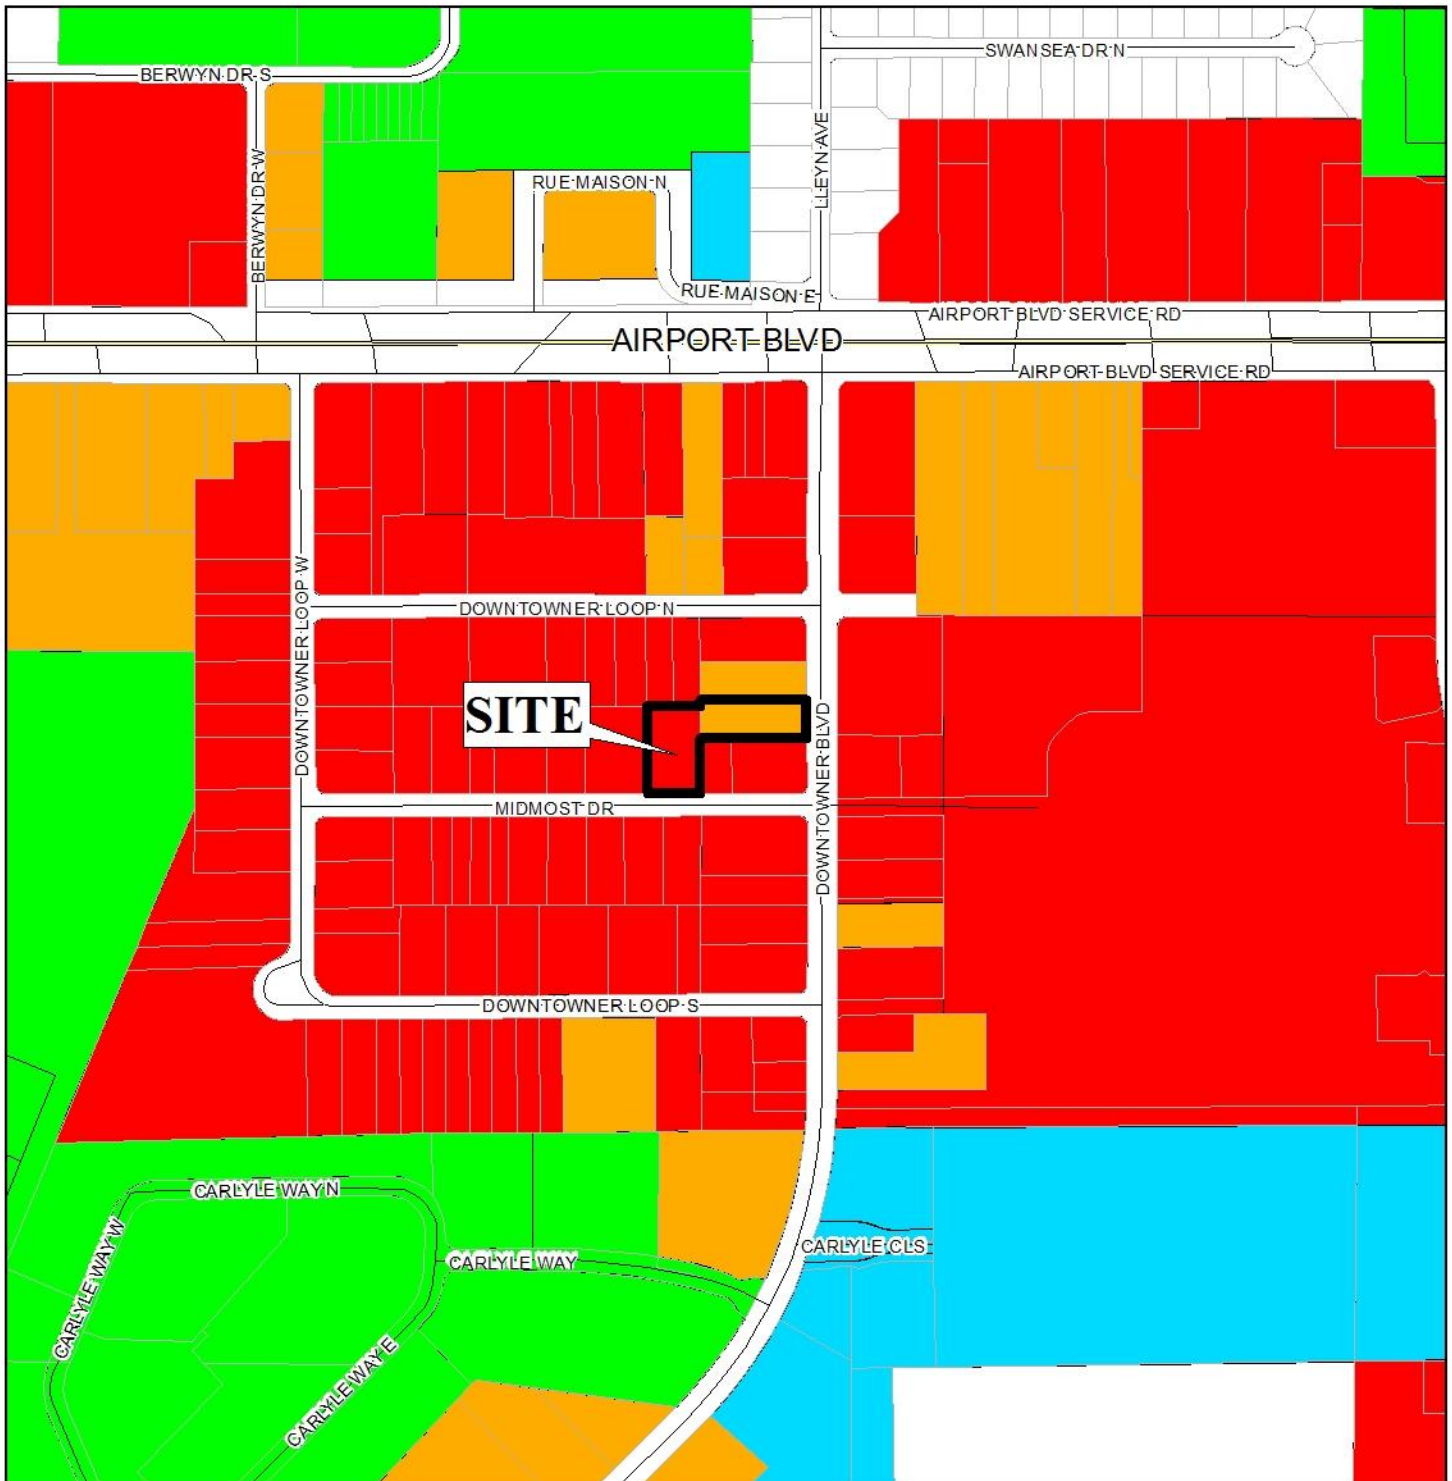 SWANSEA DR N
BERWYN DR S
LLEYN AVE
BERWYN DR W
RUE MAISON N
RUE MAISON E
AIRPORT BLVD SERVICE RD
AIRPORT BLVD
AIRPORT BLVD SERVICE RD
DOWNTOWNER LOOP W
DOWNTOWNER LOOP N
SITE
DOWNTOWNER BLVD
MIDMOST DR
DOWNTOWNER LOOP S
CARLYLE WAY N
CARLYLE WAY W
CARLYLE WAY
CARLYLE CLS
CARLYLE WAY E